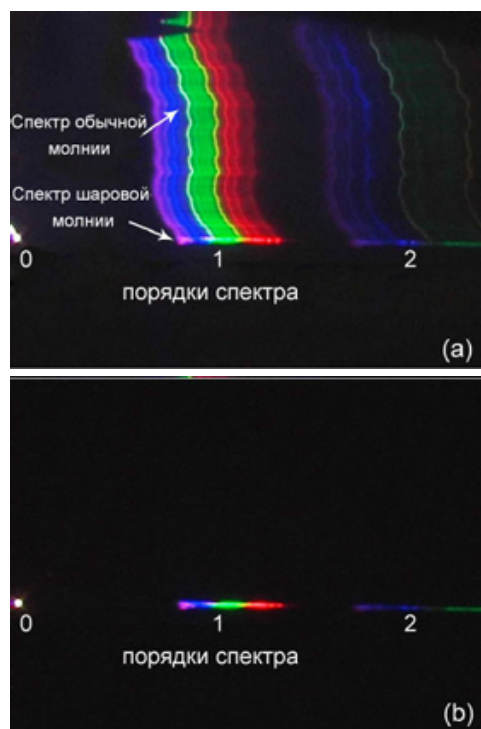 Спектр обычной
молнии
Спектр шаровой
молнии
0 1 2
порядки спектра
(a)
0 1 2
порядки спектра
(b)